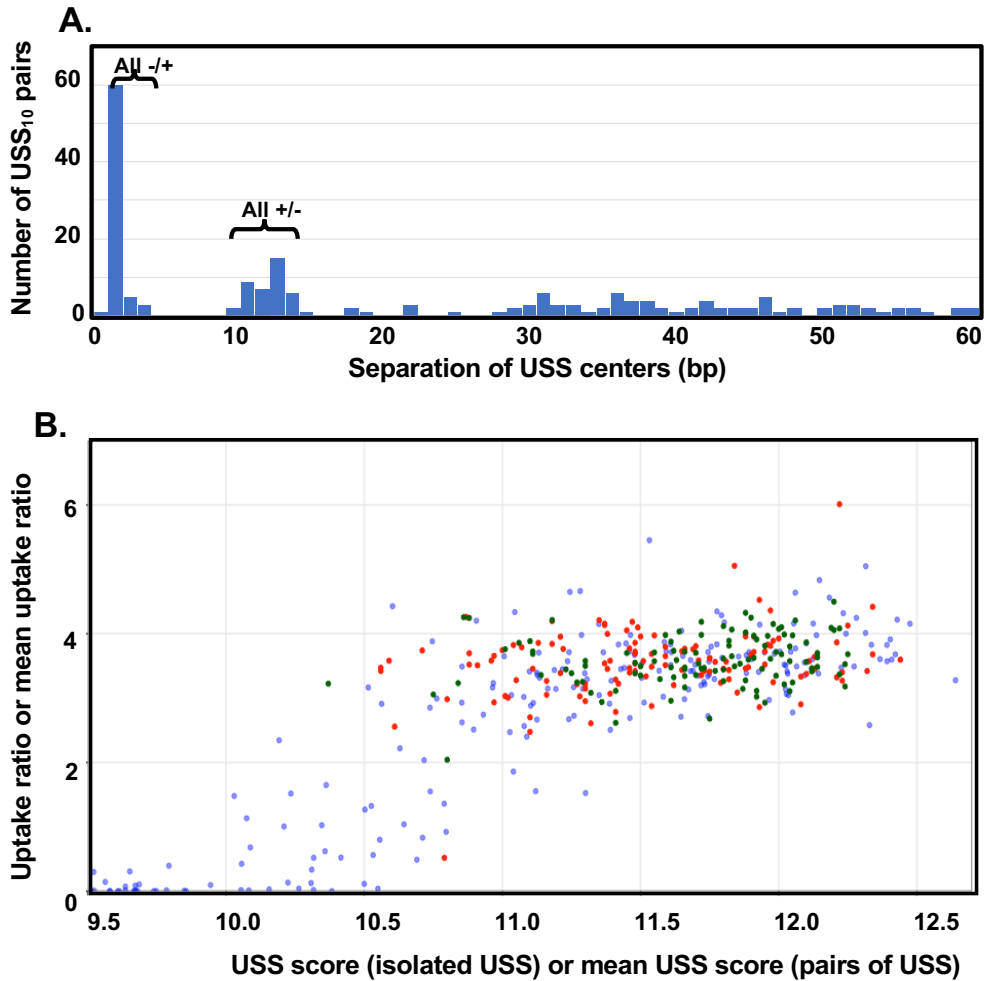 A.
Number of USS₁₀ pairs
60
40
20
0
All -/+
All +/-
0 10 20 30 40 50 60
Separation of USS centers (bp)
B.
Uptake ratio or mean uptake ratio
6
4
2
0
9.5 10.0 10.5 11.0 11.5 12.0 12.5
USS score (isolated USS) or mean USS score (pairs of USS)